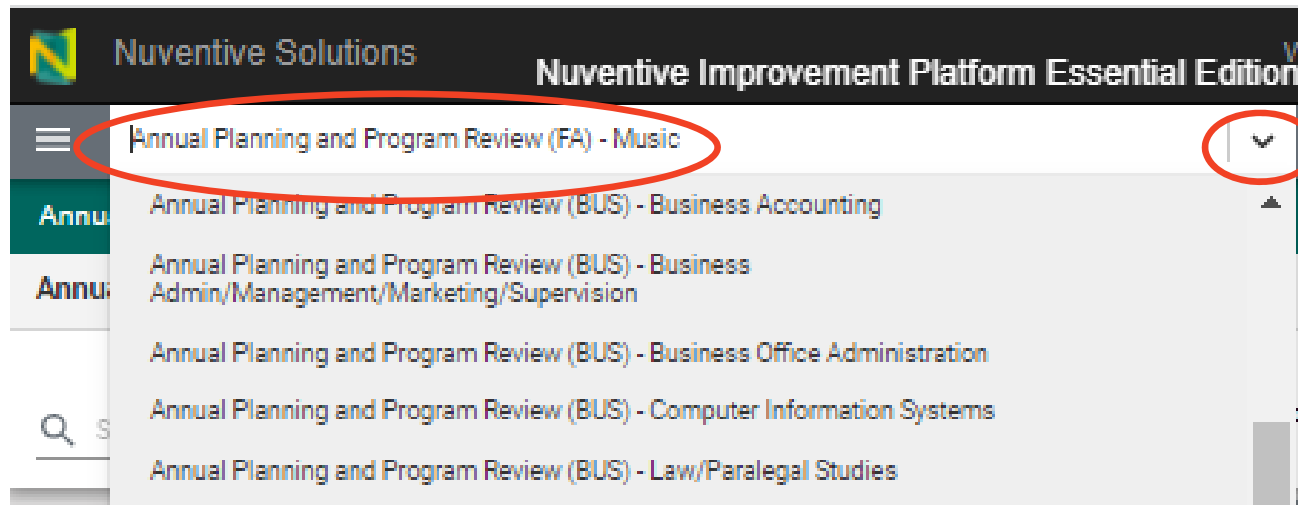 Nuventive Solutions
Nuventive Improvement Platform Essential Edition
Annual Planning and Program Review (FA) - Music
Annual Planning and Program Review (BUS) - Business Accounting
Annual Planning and Program Review (BUS) - Business
Admin/Management/Marketing/Supervision
Annual Planning and Program Review (BUS) - Business Office Administration
Annual Planning and Program Review (BUS) - Computer Information Systems
Annual Planning and Program Review (BUS) - Law/Paralegal Studies